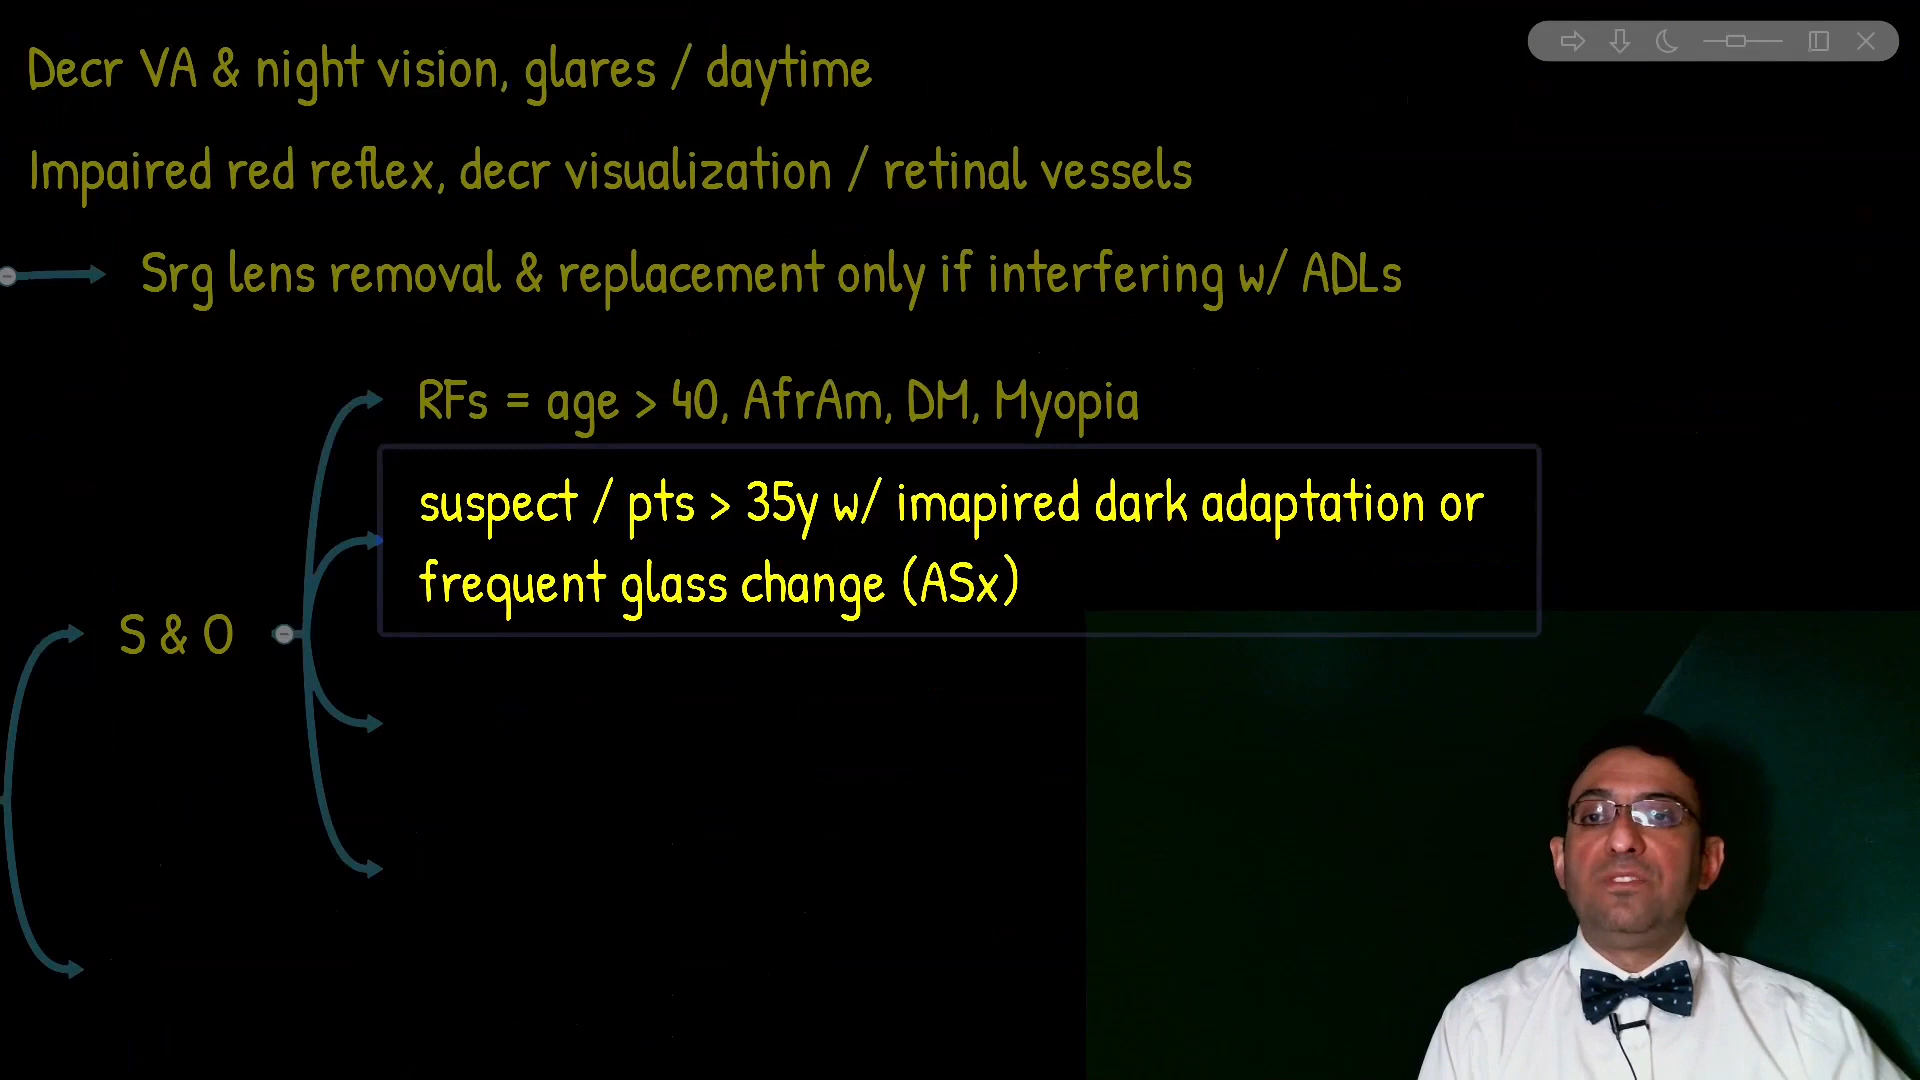 Decr VA & night vision, glares / daytime
Impaired red reflex, decr visualization / retinal vessels
Srg lens removal & replacement only if interfering w/ ADLs
RFs = age > 40, AfrAm, DM, Myopia
suspect / pts > 35y w/ imapired dark adaptation or
frequent glass change (ASx)
S & O